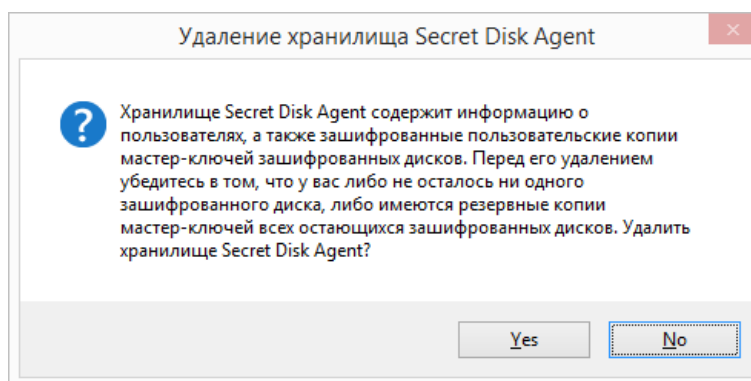 Удаление хранилища Secret Disk Agent
Хранилище Secret Disk Agent содержит информацию о
пользователях, а также зашифрованные пользовательские копии
мастер-ключей зашифрованных дисков. Перед его удалением
убедитесь в том, что у вас либо не осталось ни одного
зашифрованного диска, либо имеются резервные копии
мастер-ключей всех остающихся зашифрованных дисков. Удалить
хранилище Secret Disk Agent?
Yes No